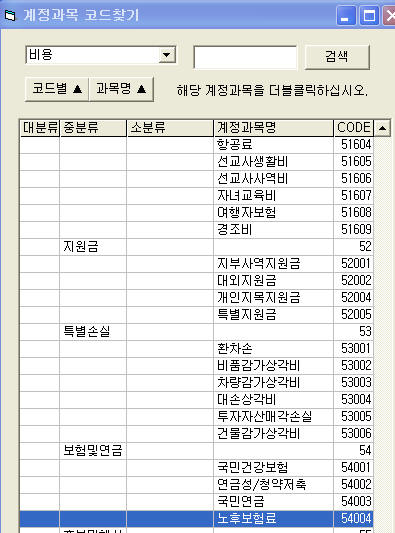 계정과목 코드찾기
비용 검색
코드별 ▲ 과목명 ▲ 해당 계정과목을 더블클릭하십시오.
대분류 중분류 소분류 계정과목명 CODE
항공료 51604
선교사생활비 51605
선교사사역비 51606
자녀교육비 51607
여행자보험 51608
경조비 51609
지원금 52
지부사역지원금 52001
대외지원금 52002
개인지목지원금 52004
특별지원금 52005
특별손실 53
환차손 53001
비품감가상각비 53002
차량감가상각비 53003
대손상각비 53004
투자자산매각손실 53005
건물감가상각비 53006
보험및연금 54
국민건강보험 54001
연금성/청약저축 54002
국민연금 54003
노후보험료 54004
55